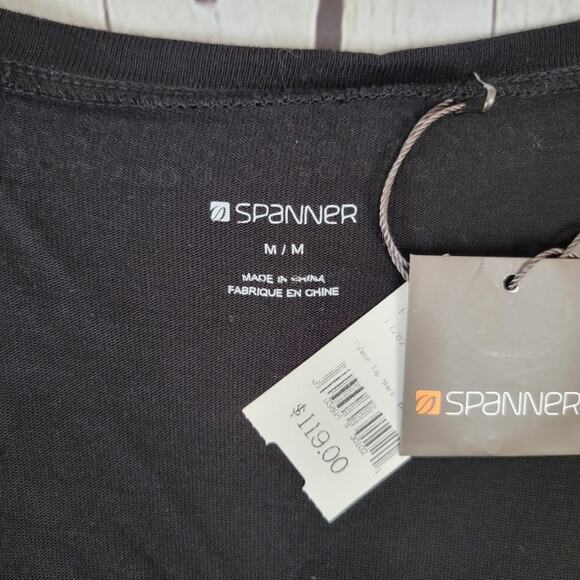 SPANNER
M / M
MADE IN CHINA
FABRIQUE EN CHINE
$119.00
SPANNER